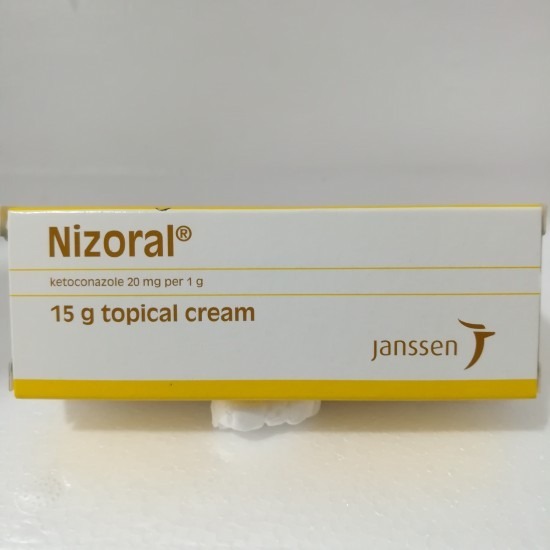 Nizoral®
ketoconazole 20 mg per 1 g
15 g topical cream
janssen